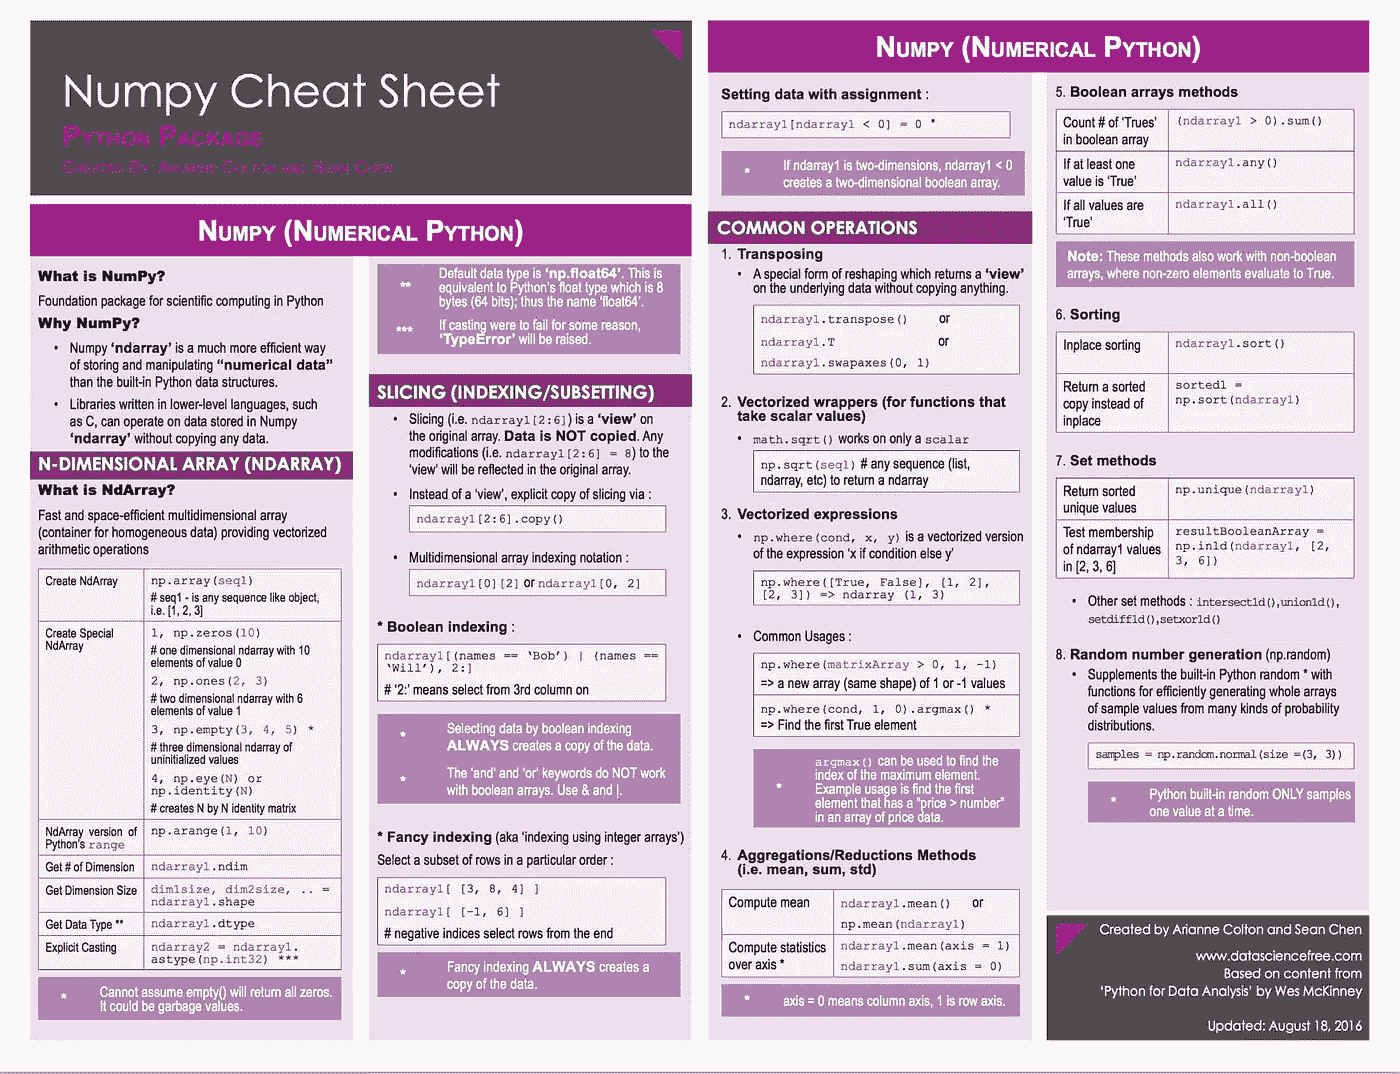 Numpy Cheat Sheet
Python Package
Created By: Arianne Colton and Sean Chen
Numpy (Numerical Python)
What is NumPy?
Foundation package for scientific computing in Python
Why NumPy?
• Numpy ‘ndarray’ is a much more efficient way
of storing and manipulating “numerical data”
than the built-in Python data structures.
• Libraries written in lower-level languages, such
as C, can operate on data stored in Numpy
‘ndarray’ without copying any data.
N-DIMENSIONAL ARRAY (NDARRAY)
What is NdArray?
Fast and space-efficient multidimensional array
(container for homogeneous data) providing vectorized
arithmetic operations
Create NdArray
np.array(seq1)
# seq1 - is any sequence like object,
i.e. [1, 2, 3]
Create Special
NdArray
1, np.zeros(10)
# one dimensional ndarray with 10
elements of value 0
2, np.ones(2, 3)
# two dimensional ndarray with 6
elements of value 1
3, np.empty(3, 4, 5) *
# three dimensional ndarray of
uninitialized values
4, np.eye(N) or
np.identity(N)
# creates N by N identity matrix
NdArray version of
Python’s range
np.arange(1, 10)
Get # of Dimension
ndarray1.ndim
Get Dimension Size
dim1size, dim2size, .. =
ndarray1.shape
Get Data Type **
ndarray1.dtype
Explicit Casting
ndarray2 = ndarray1.
astype(np.int32) ***
* Cannot assume empty() will return all zeros.
It could be garbage values.
** Default data type is ‘np.float64’. This is
equivalent to Python’s float type which is 8
bytes (64 bits); thus the name ‘float64’.
*** If casting were to fail for some reason,
‘TypeError’ will be raised.
SLICING (INDEXING/SUBSETTING)
• Slicing (i.e. ndarray1[2:6]) is a ‘view’ on
the original array. Data is NOT copied. Any
modifications (i.e. ndarray1[2:6] = 8) to the
‘view’ will be reflected in the original array.
• Instead of a ‘view’, explicit copy of slicing via :
ndarray1[2:6].copy()
• Multidimensional array indexing notation :
ndarray1[0][2] or ndarray1[0, 2]
* Boolean indexing :
ndarray1[(names == ‘Bob’) | (names ==
‘Will’), 2:]
# ‘2:’ means select from 3rd column on
* Selecting data by boolean indexing
ALWAYS creates a copy of the data.
* The ‘and’ and ‘or’ keywords do NOT work
with boolean arrays. Use & and |.
* Fancy indexing (aka ‘indexing using integer arrays’)
Select a subset of rows in a particular order :
ndarray1[ [3, 8, 4] ]
ndarray1[ [-1, 6] ]
# negative indices select rows from the end
* Fancy indexing ALWAYS creates a
copy of the data.
Numpy (Numerical Python)
Setting data with assignment :
ndarray1[ndarray1 < 0] = 0 *
* If ndarray1 is two-dimensions, ndarray1 < 0
creates a two-dimensional boolean array.
COMMON OPERATIONS
1. Transposing
• A special form of reshaping which returns a ‘view’
on the underlying data without copying anything.
ndarray1.transpose() or
ndarray1.T or
ndarray1.swapaxes(0, 1)
2. Vectorized wrappers (for functions that
take scalar values)
• math.sqrt() works on only a scalar
np.sqrt(seq1) # any sequence (list,
ndarray, etc) to return a ndarray
3. Vectorized expressions
• np.where(cond, x, y) is a vectorized version
of the expression ‘x if condition else y’
np.where([True, False], [1, 2],
[2, 3]) => ndarray (1, 3)
• Common Usages :
np.where(matrixArray > 0, 1, -1)
=> a new array (same shape) of 1 or -1 values
np.where(cond, 1, 0).argmax() *
=> Find the first True element
* argmax() can be used to find the
index of the maximum element.
Example usage is find the first
element that has a “price > number”
in an array of price data.
4. Aggregations/Reductions Methods
(i.e. mean, sum, std)
Compute mean
ndarray1.mean() or
np.mean(ndarray1)
Compute statistics
over axis *
ndarray1.mean(axis = 1)
ndarray1.sum(axis = 0)
* axis = 0 means column axis, 1 is row axis.
5. Boolean arrays methods
Count # of ‘Trues’
in boolean array
(ndarray1 > 0).sum()
If at least one
value is ‘True’
ndarray1.any()
If all values are
‘True’
ndarray1.all()
Note: These methods also work with non-boolean
arrays, where non-zero elements evaluate to True.
6. Sorting
Inplace sorting
ndarray1.sort()
Return a sorted
copy instead of
inplace
sorted1 =
np.sort(ndarray1)
7. Set methods
Return sorted
unique values
np.unique(ndarray1)
Test membership
of ndarray1 values
in [2, 3, 6]
resultBooleanArray =
np.in1d(ndarray1, [2,
3, 6])
• Other set methods : intersect1d(),union1d(),
setdiff1d(),setxor1d()
8. Random number generation (np.random)
• Supplements the built-in Python random * with
functions for efficiently generating whole arrays
of sample values from many kinds of probability
distributions.
samples = np.random.normal(size =(3, 3))
* Python built-in random ONLY samples
one value at a time.
Created by Arianne Colton and Sean Chen
www.datasciencefree.com
Based on content from
‘Python for Data Analysis’ by Wes McKinney
Updated: August 18, 2016